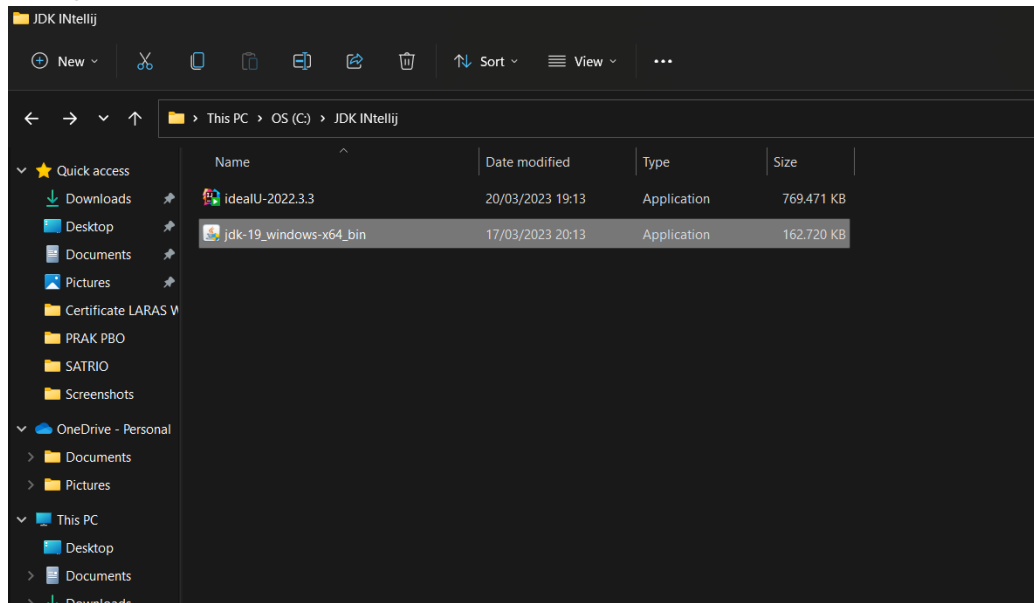 JDK INtellij
New
Sort
View
This PC > OS (C:) > JDK INtellij
Name Date modified Type Size
Quick access
Downloads
Desktop
Documents
Pictures
Certificate LARAS W
PRAK PBO
SATRIO
Screenshots
OneDrive - Personal
Documents
Pictures
This PC
Desktop
Documents
Downloads
idealU-2022.3.3 20/03/2023 19:13 Application 769.471 KB
jdk-19_windows-x64_bin 17/03/2023 20:13 Application 162.720 KB